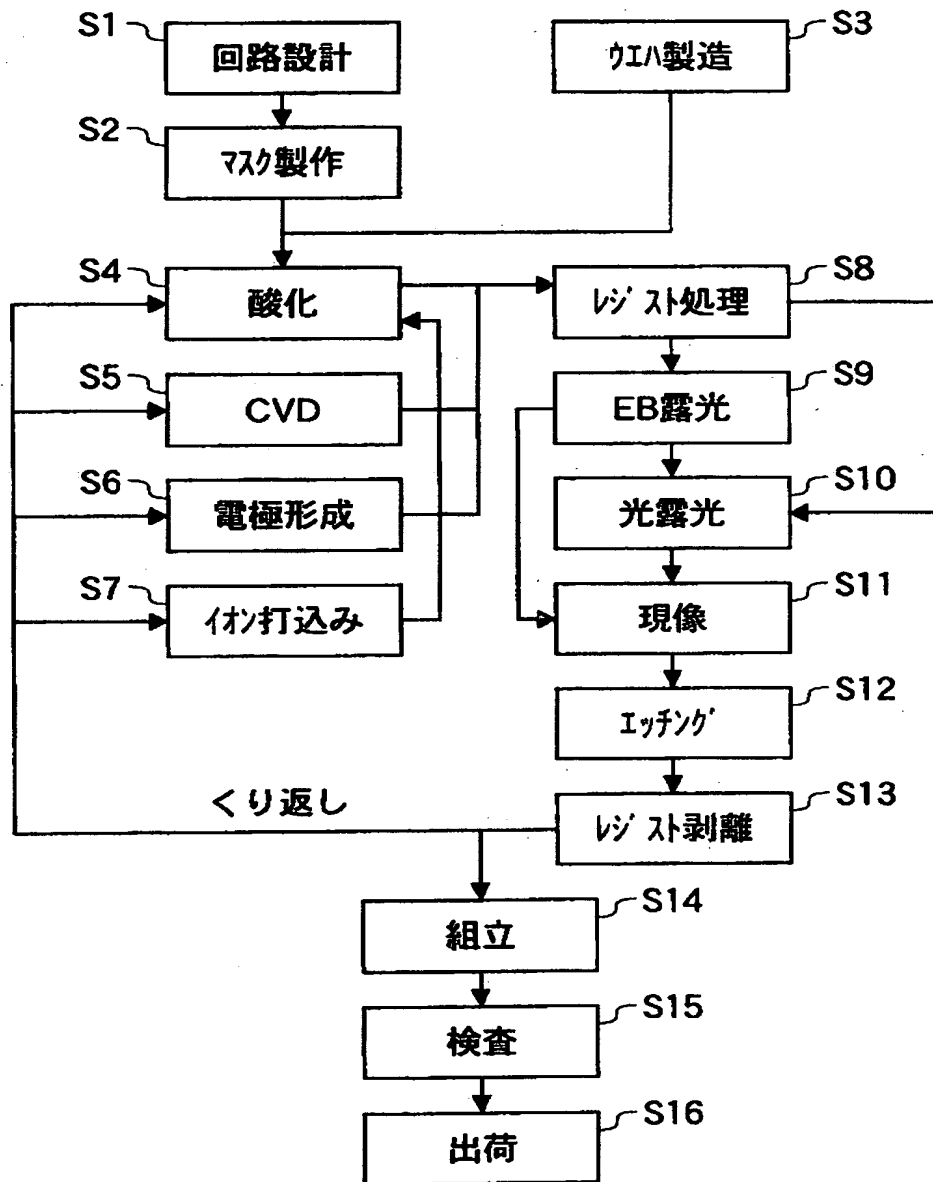 S1
回路設計
S3
ｳｴﾊ製造
S2
ﾏｽｸ製作
S4
酸化
S8
ﾚｼﾞｽﾄ処理
S5
CVD
S9
EB露光
S6
電極形成
S10
光露光
S7
ｲｵﾝ打込み
S11
現像
S12
ｴｯﾁﾝｸﾞ
くり返し
S13
ﾚｼﾞｽﾄ剥離
S14
組立
S15
検査
S16
出荷